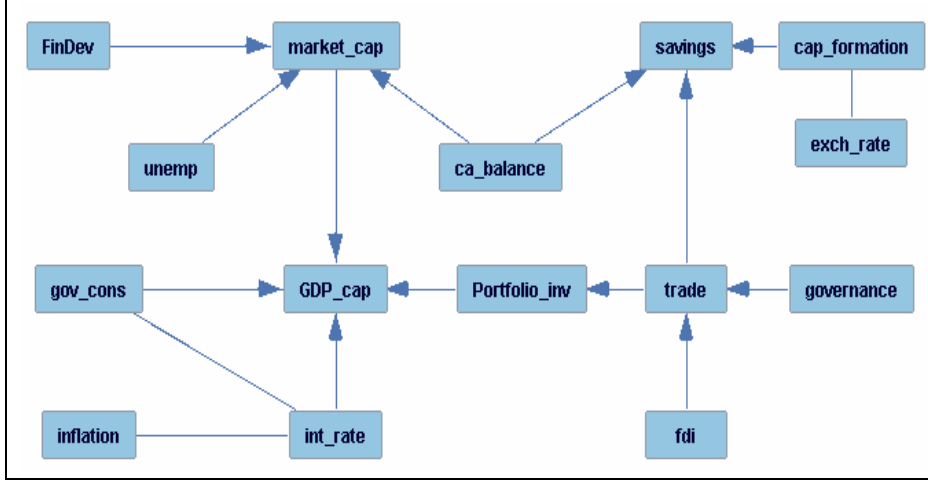 FinDev
market_cap
savings
cap_formation
unemp
ca_balance
exch_rate
gov_cons
GDP_cap
Portfolio_inv
trade
governance
inflation
int_rate
fdi